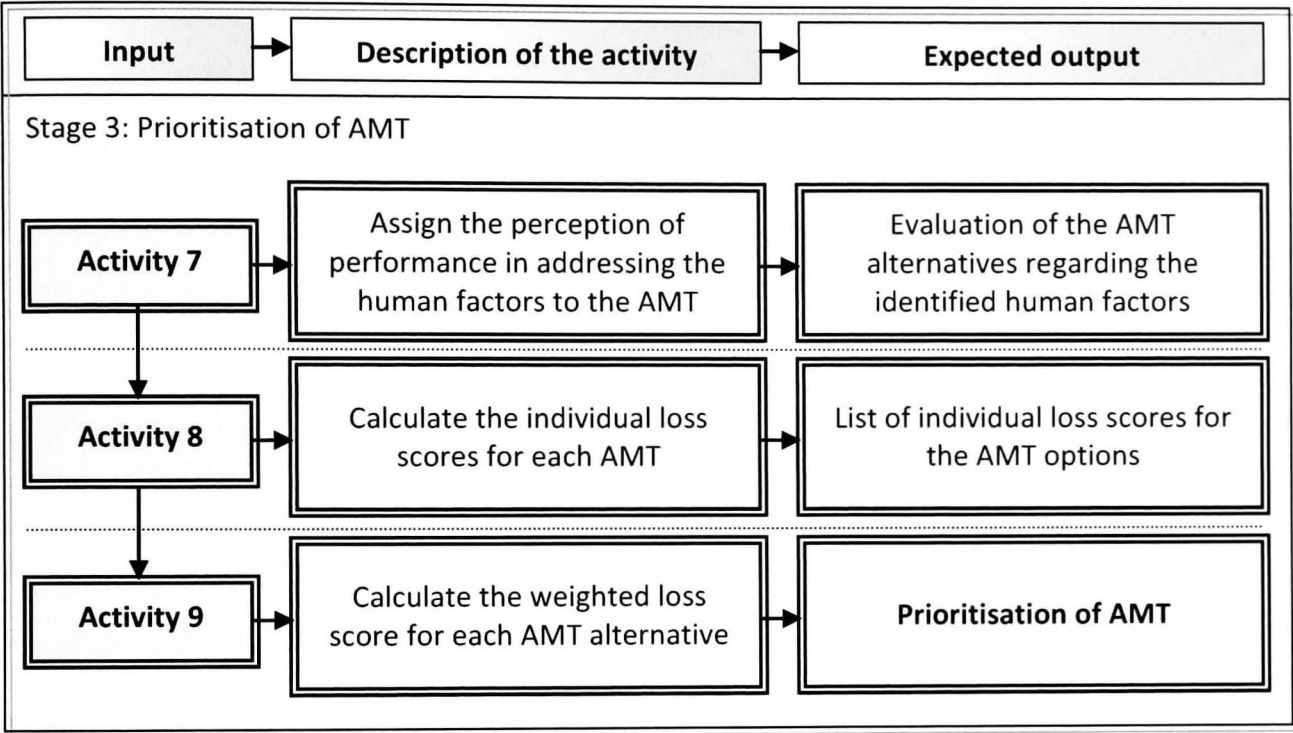 Input
Description of the activity
Expected output
Stage 3: Prioritisation of AMT
Activity 7
Assign the perception of
performance in addressing the
human factors to the AMT
Evaluation of the AMT
alternatives regarding the
identified human factors
Activity 8
Calculate the individual loss
scores for each AMT
List of individual loss scores for
the AMT options
Activity 9
Calculate the weighted loss
score for each AMT alternative
Prioritisation of AMT